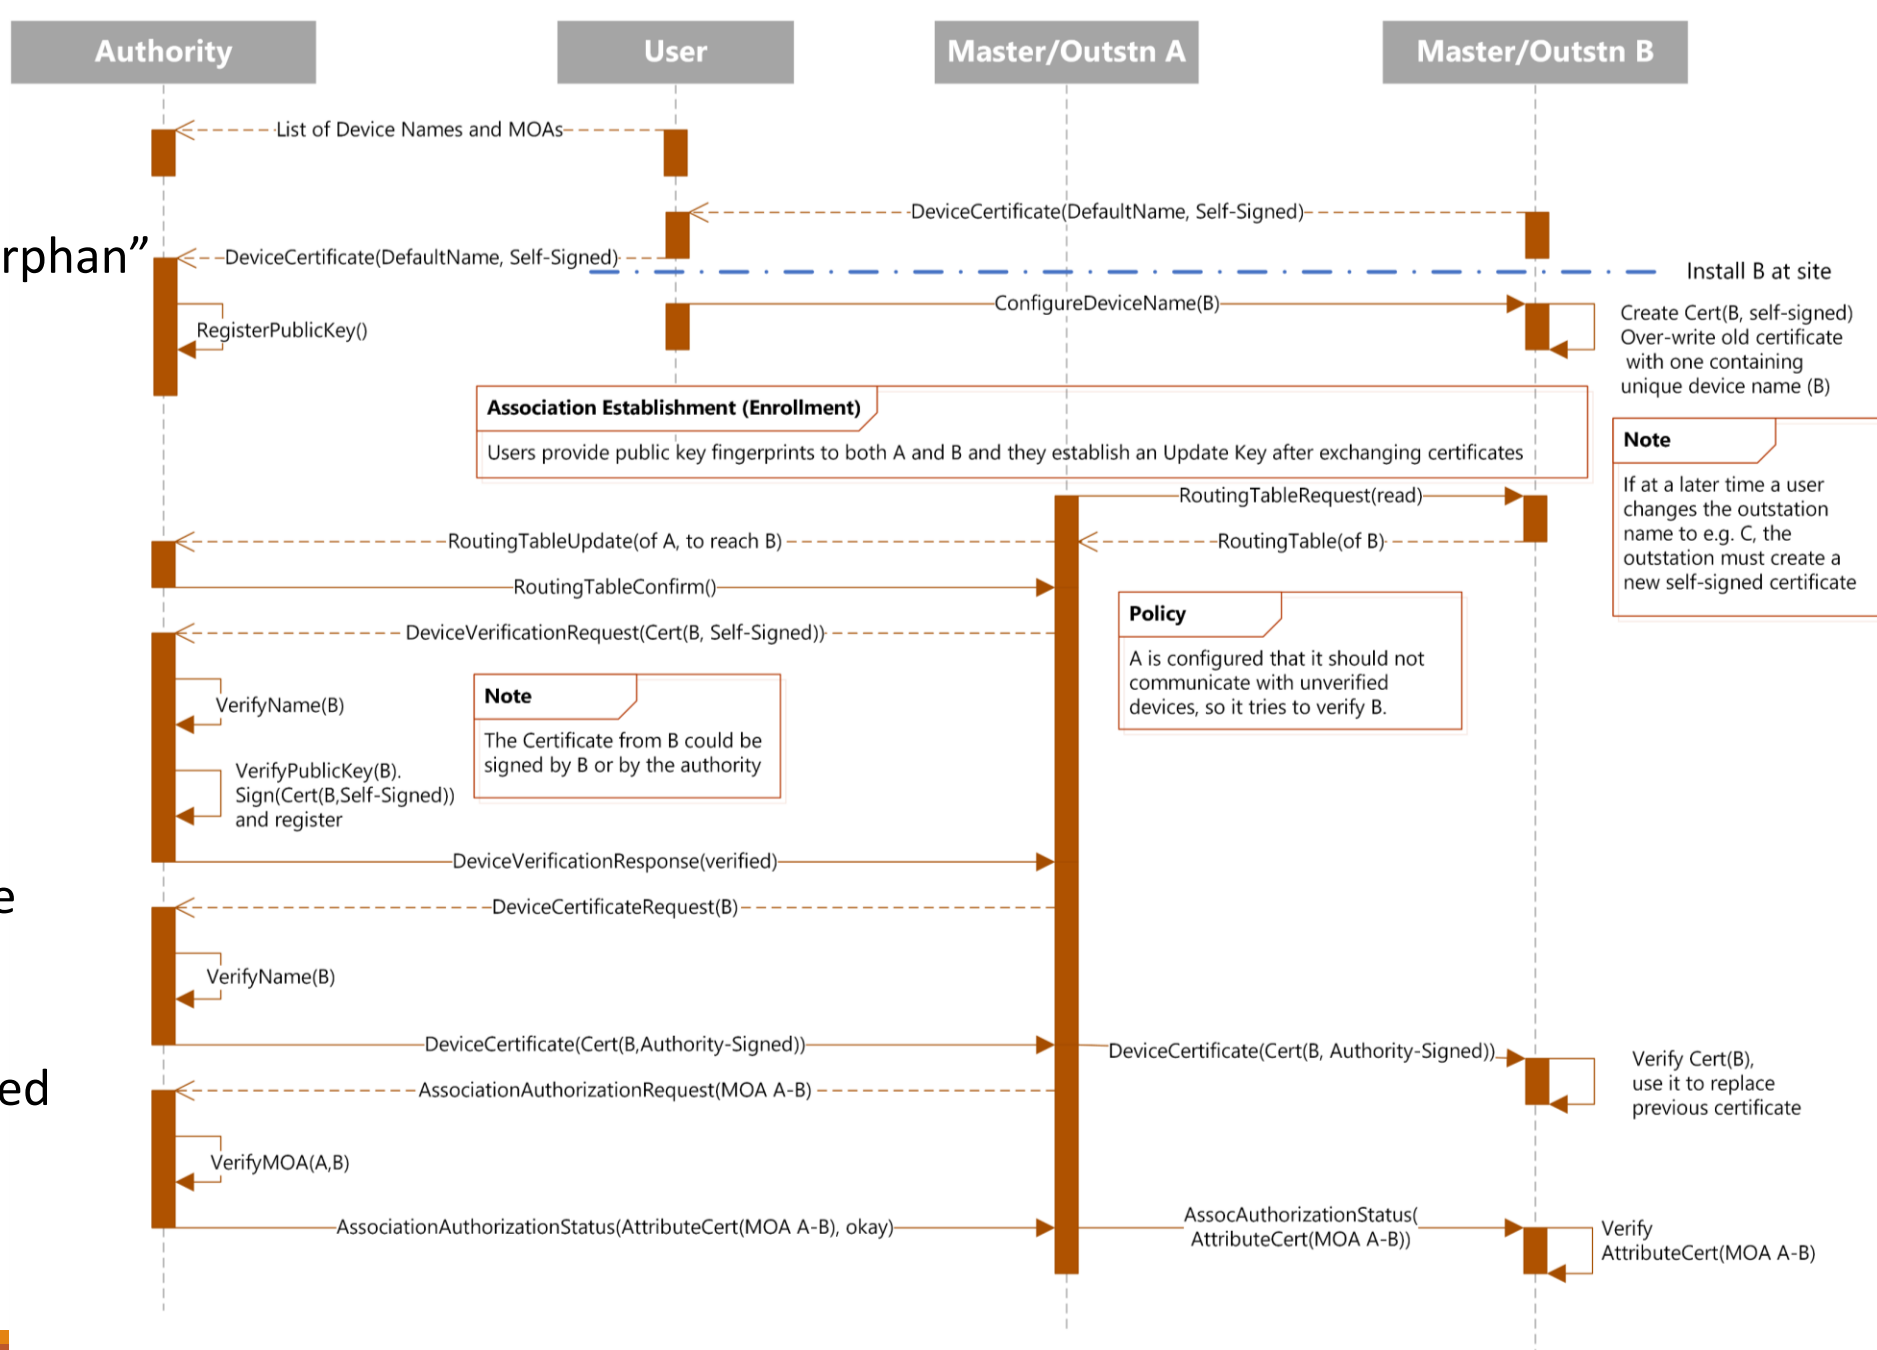 Authority
User
Master/Outstn A
Master/Outstn B
List of Device Names and MOAs
DeviceCertificate(DefaultName, Self-Signed)
rphan”
DeviceCertificate(DefaultName, Self-Signed)
Install B at site
ConfigureDeviceName(B)
RegisterPublicKey()
Create Cert(B, self-signed)
Over-write old certificate
with one containing
unique device name (B)
Association Establishment (Enrollment)
Users provide public key fingerprints to both A and B and they establish an Update Key after exchanging certificates
Note
If at a later time a user
changes the outstation
name to e.g. C, the
outstation must create a
new self-signed certificate
RoutingTableRequest(read)
RoutingTableUpdate(of A, to reach B)
RoutingTable(of B)
RoutingTableConfirm()
Policy
A is configured that it should not
communicate with unverified
devices, so it tries to verify B.
DeviceVerificationRequest(Cert(B, Self-Signed))
VerifyName(B)
Note
The Certificate from B could be
signed by B or by the authority
VerifyPublicKey(B).
Sign(Cert(B,Self-Signed))
and register
DeviceVerificationResponse(verified)
e
DeviceCertificateRequest(B)
VerifyName(B)
DeviceCertificate(Cert(B,Authority-Signed))
DeviceCertificate(Cert(B, Authority-Signed))
Verify Cert(B),
use it to replace
previous certificate
ed
AssociationAuthorizationRequest(MOA A-B)
VerifyMOA(A,B)
AssociationAuthorizationStatus(AttributeCert(MOA A-B), okay)
AssocAuthorizationStatus(
AttributeCert(MOA A-B))
Verify
AttributeCert(MOA A-B)